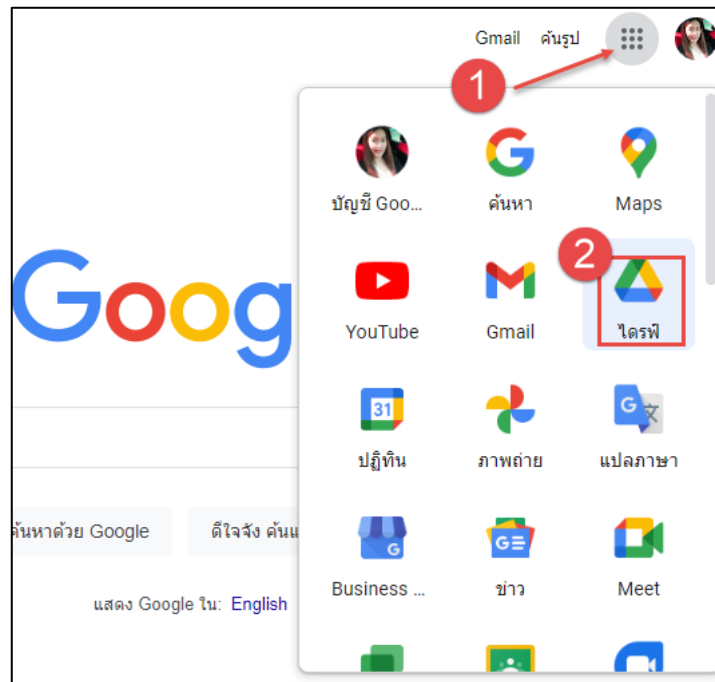 Gmail ค้นรูป
1
บัญชี Goo... ค้นหา Maps
2
Goog
YouTube Gmail ไดรฟ์
31
ปฏิทิน ภาพถ่าย แปลภาษา
ค้นหาด้วย Google ดีใจจัง ค้นแ
Business ... ข่าว Meet
แสดง Google ใน: English